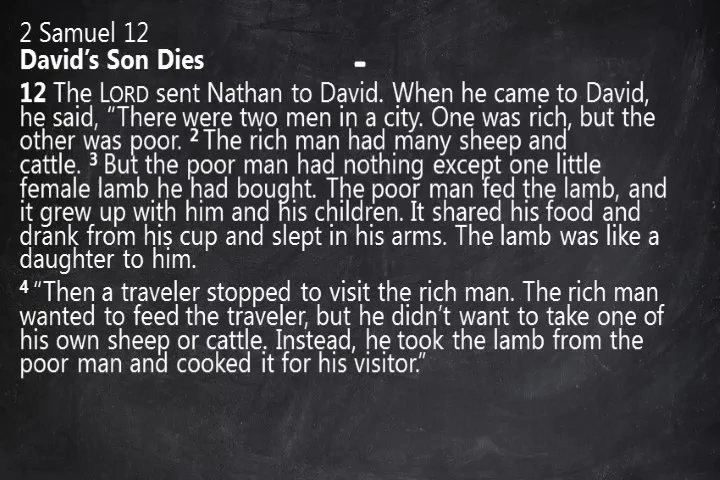 2 Samuel 12
David’s Son Dies
-
12 The LORD sent Nathan to David. When he came to David,
he said, “There were two men in a city. One was rich, but the
other was poor. 2 The rich man had many sheep and
cattle. 3 But the poor man had nothing except one little
female lamb he had bought. The poor man fed the lamb, and
it grew up with him and his children. It shared his food and
drank from his cup and slept in his arms. The lamb was like a
daughter to him.
4 “Then a traveler stopped to visit the rich man. The rich man
wanted to feed the traveler, but he didn’t want to take one of
his own sheep or cattle. Instead, he took the lamb from the
poor man and cooked it for his visitor.”